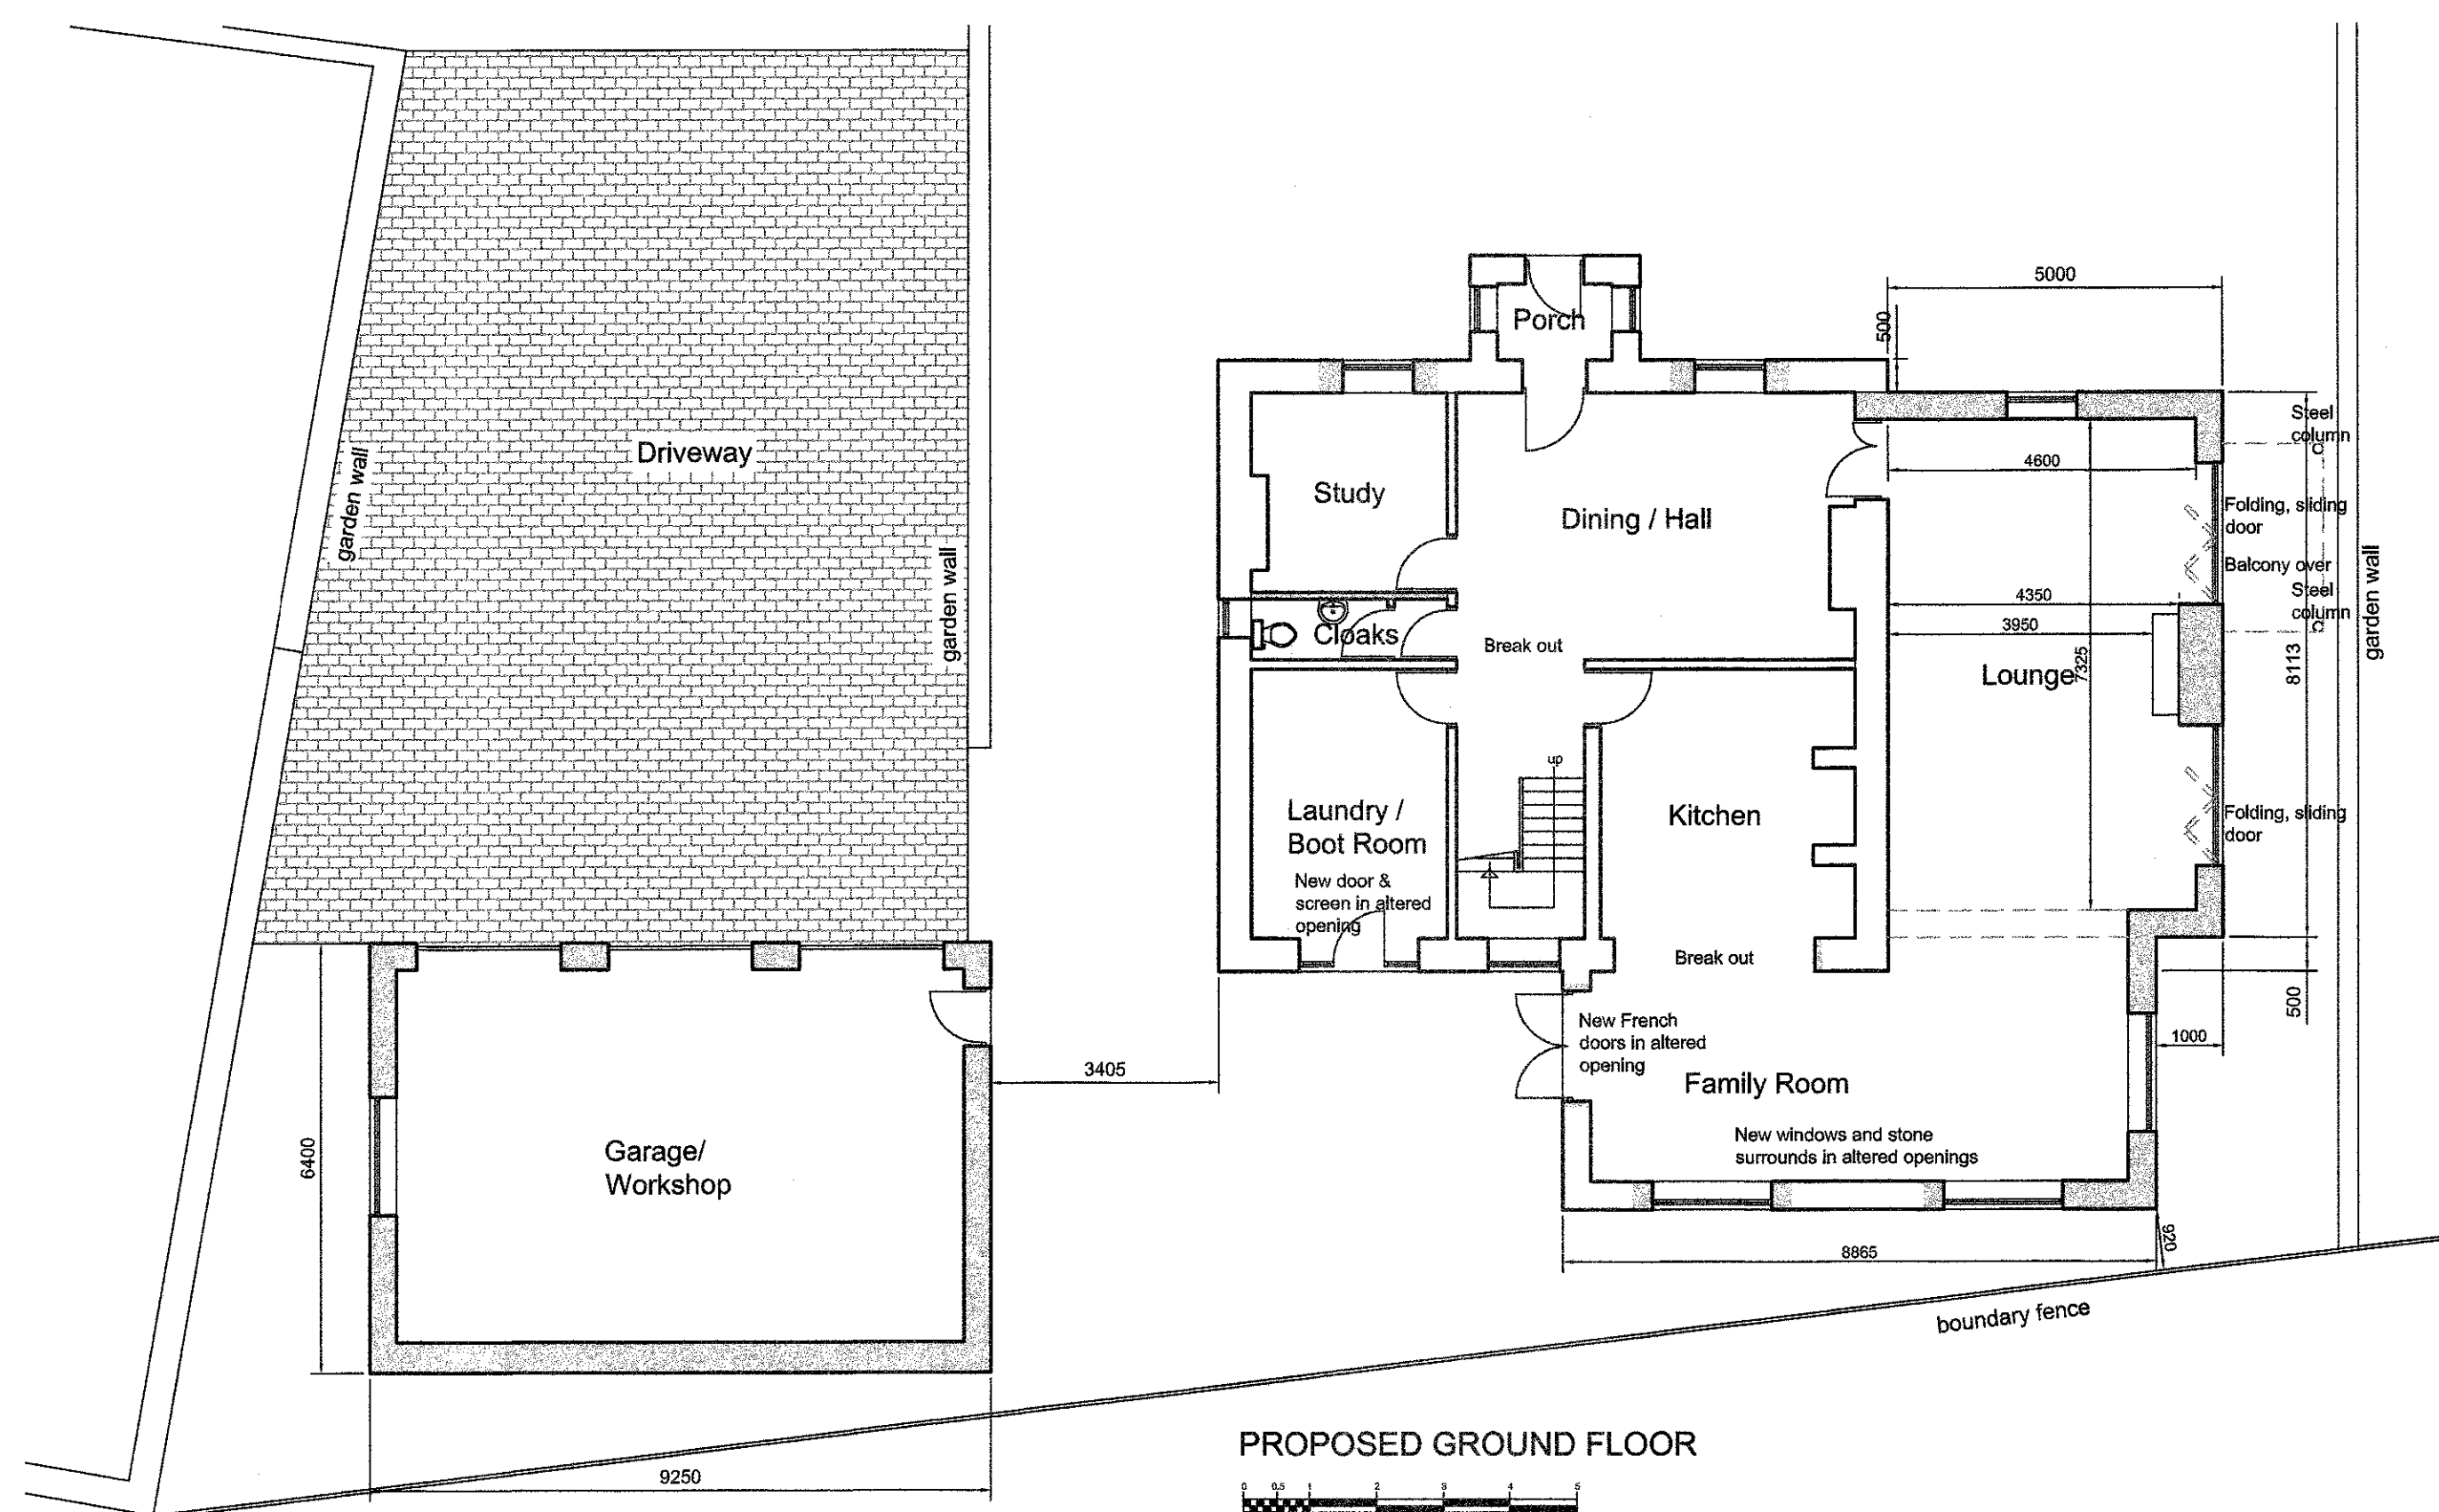 5000
500
Porch
Steel
column
Driveway
garden wall
4600
Study
Folding, sliding
door
Dining / Hall
Balcony over
Steel
column
garden wall
garden wall
4350
3950
Cloaks
Break out
7325
Lounge
8113
up
Laundry /
Boot Room
Kitchen
Folding, sliding
door
New door &
screen in altered
opening
Break out
500
New French
doors in altered
opening
1000
3405
Family Room
6400
Garage/
Workshop
New windows and stone
surrounds in altered openings
920
8865
boundary fence
PROPOSED GROUND FLOOR
9250
0 0.5 1 2 3 4 5